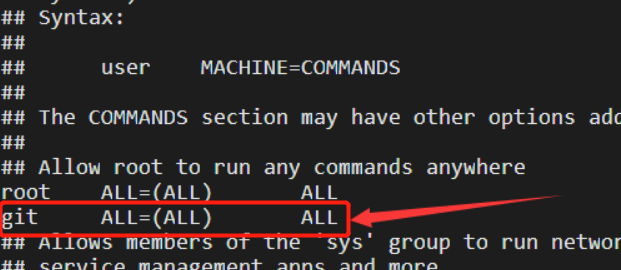 ## Syntax:
##
##      user    MACHINE=COMMANDS
##
## The COMMANDS section may have other options add
##
## Allow root to run any commands anywhere
root    ALL=(ALL)       ALL
git     ALL=(ALL)       ALL
## Allows members of the 'sys' group to run networ
## service management apps and more